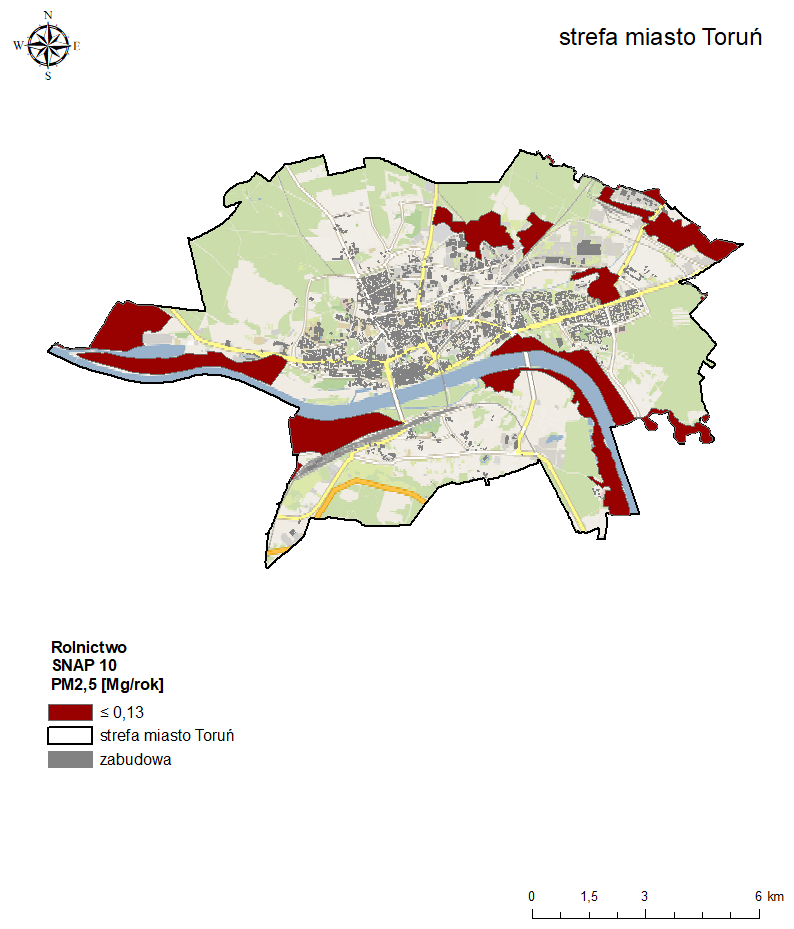 N
W E
S
strefa miasto Toruń
Rolnictwo
SNAP 10
PM2,5 [Mg/rok]
≤ 0,13
strefa miasto Toruń
zabudowa
0 1,5 3 6 km